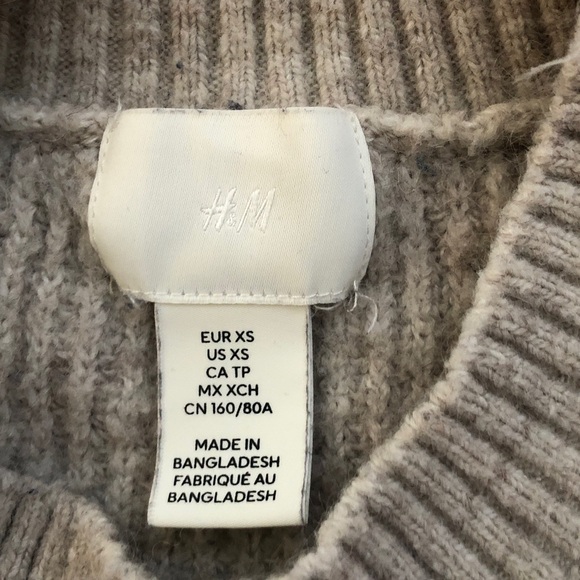 H&M
EUR XS
US XS
CA TP
MX XCH
CN 160/80A
MADE IN
BANGLADESH
FABRIQUÉ AU
BANGLADESH